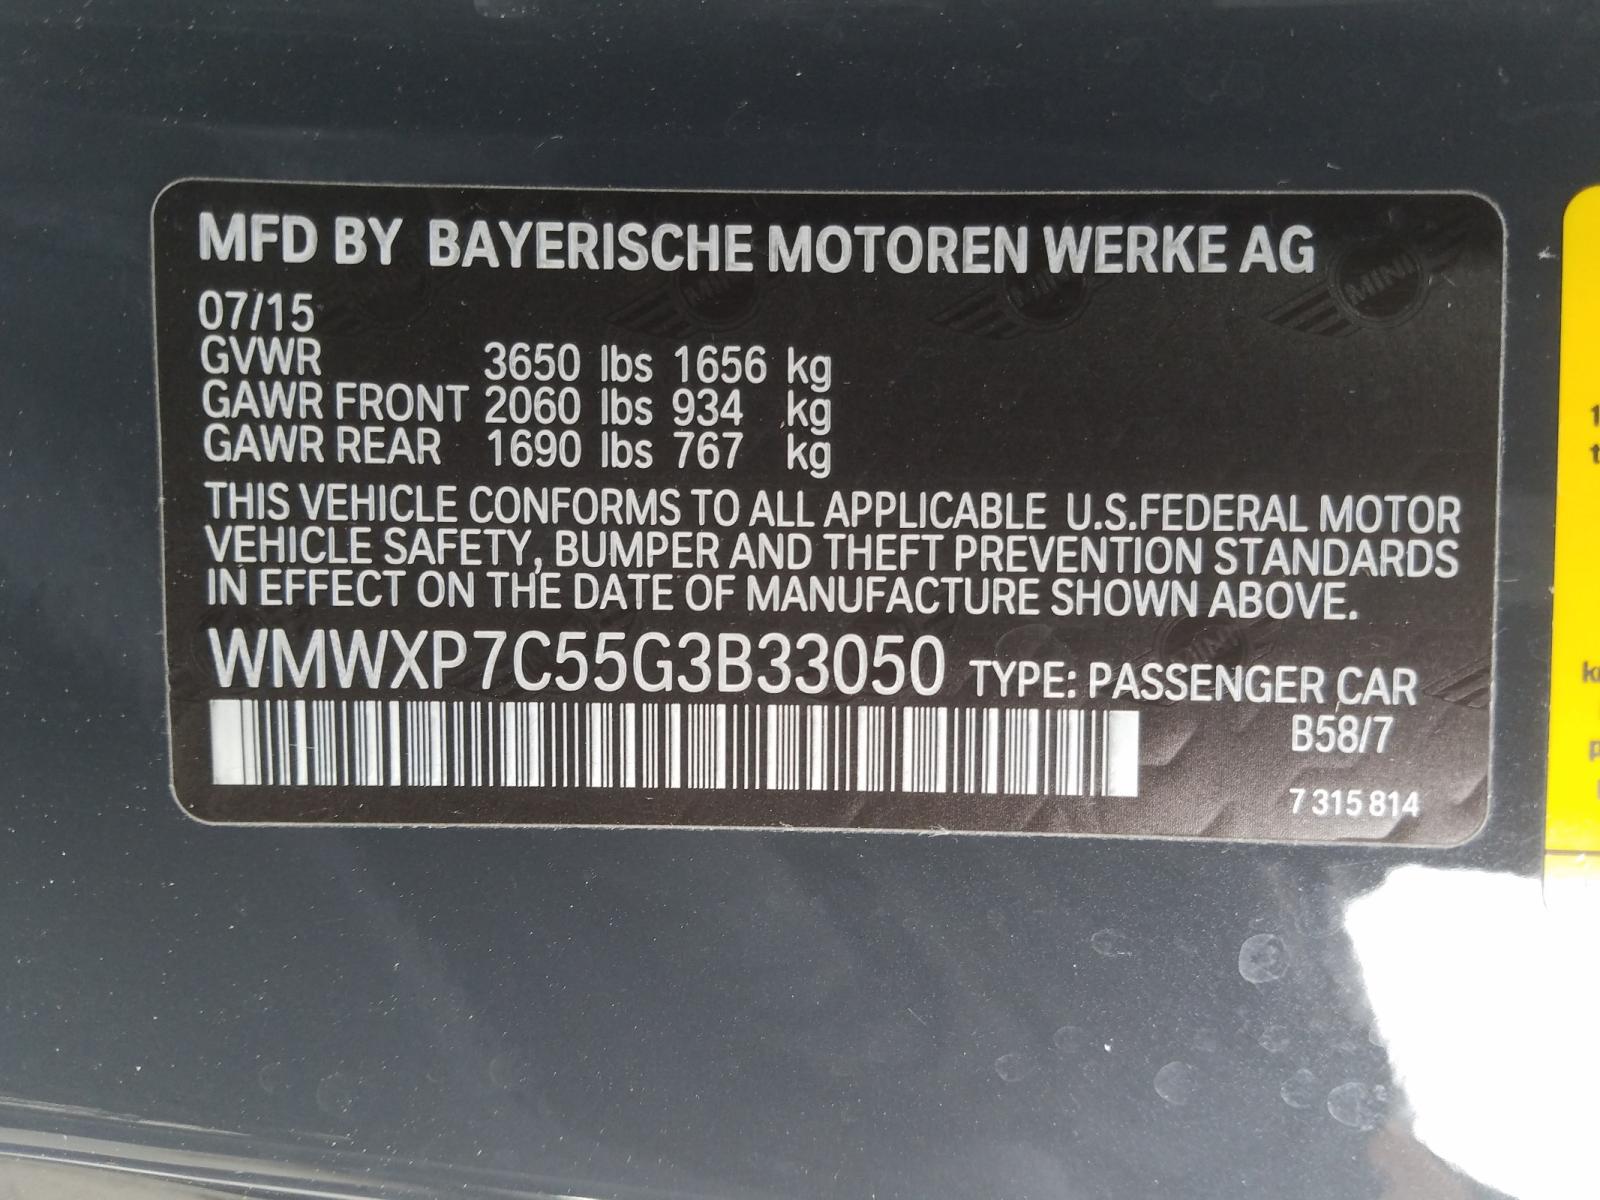 MFD BY BAYERISCHE MOTOREN WERKE AG
07/15
GVWR 3650 lbs 1656 kg
GAWR FRONT 2060 lbs 934 kg
GAWR REAR 1690 lbs 767 kg
THIS VEHICLE CONFORMS TO ALL APPLICABLE U.S.FEDERAL MOTOR
VEHICLE SAFETY, BUMPER AND THEFT PREVENTION STANDARDS
IN EFFECT ON THE DATE OF MANUFACTURE SHOWN ABOVE.
WMWXP7C55G3B33050 TYPE: PASSENGER CAR
B58/7
7 315 814
MINI
MINI
MINI